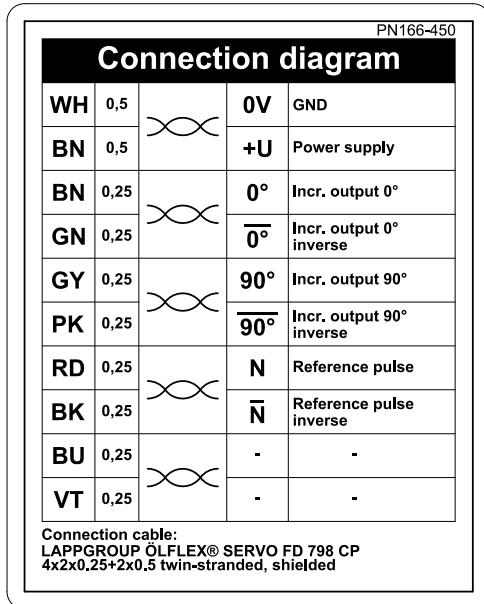 PN166-450
Connection diagram
WH 0,5 0V GND
BN 0,5 +U Power supply
BN 0,25 0° Incr. output 0°
GN 0,25 0̅°̅ Incr. output 0°
inverse
GY 0,25 90° Incr. output 90°
PK 0,25 9̅0̅°̅ Incr. output 90°
inverse
RD 0,25 N Reference pulse
BK 0,25 N̅ Reference pulse
inverse
BU 0,25 - -
VT 0,25 - -
Connection cable:
LAPPGROUP ÖLFLEX® SERVO FD 798 CP
4x2x0.25+2x0.5 twin-stranded, shielded